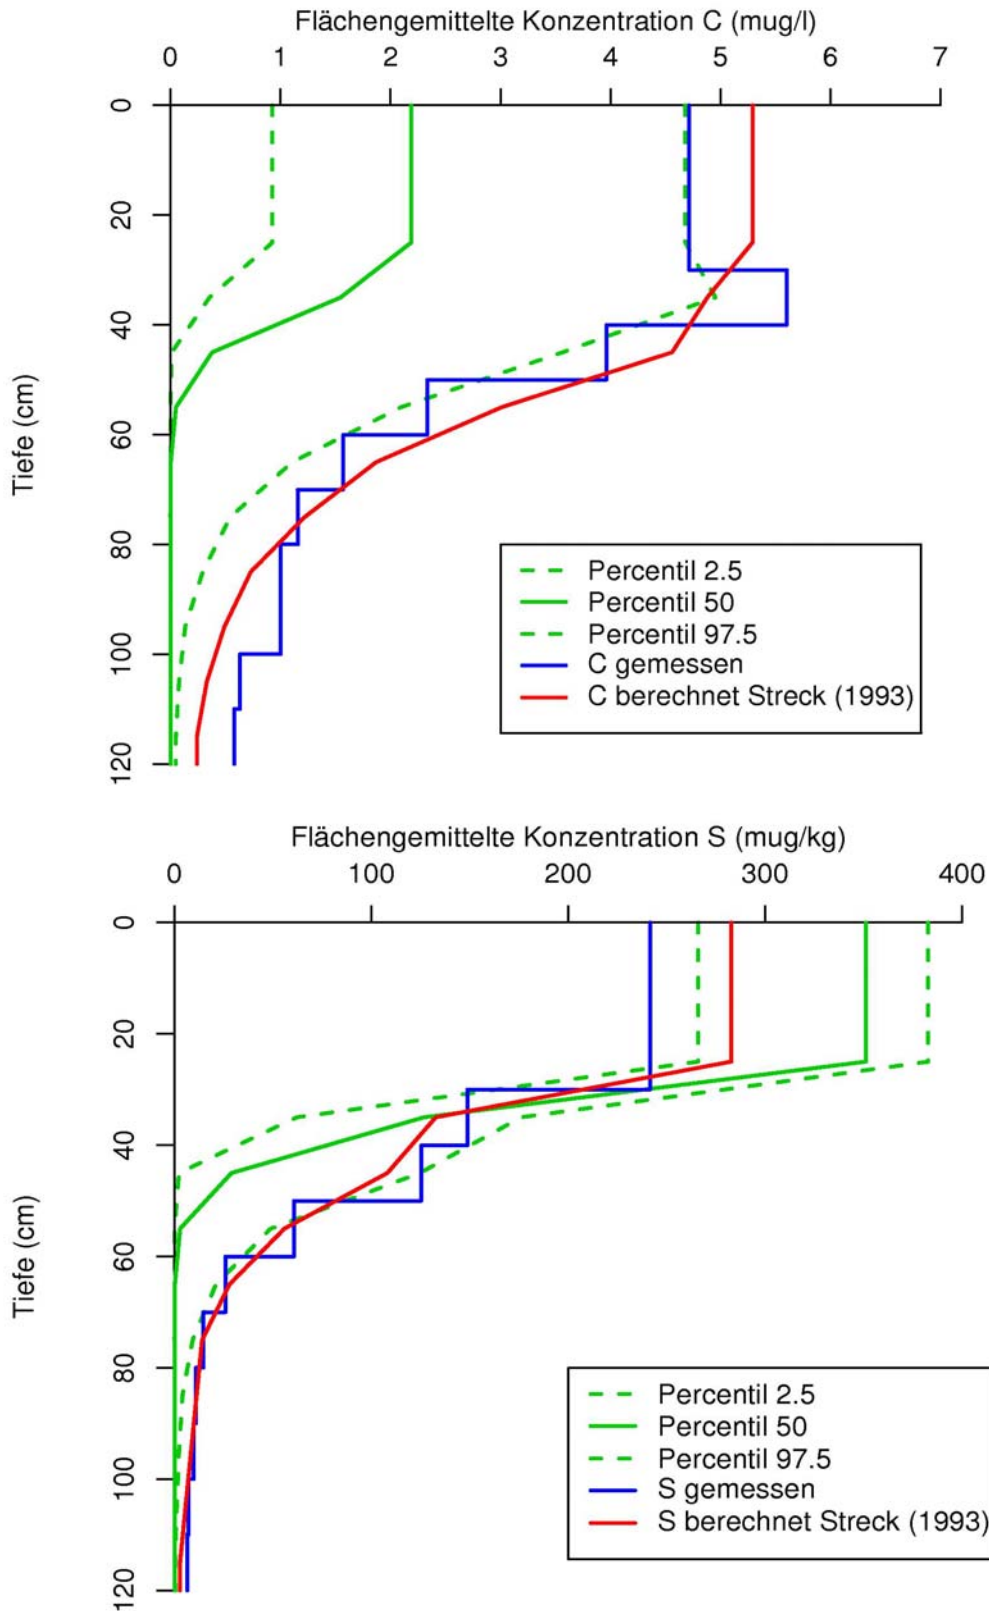 Flächengemittelte Konzentration C (mug/l)
0 1 2 3 4 5 6 7
0
20
40
60
80
100
120
Tiefe (cm)
Percentil 2.5
Percentil 50
Percentil 97.5
C gemessen
C berechnet Streck (1993)
Flächengemittelte Konzentration S (mug/kg)
0 100 200 300 400
0
20
40
60
80
100
120
Tiefe (cm)
Percentil 2.5
Percentil 50
Percentil 97.5
S gemessen
S berechnet Streck (1993)